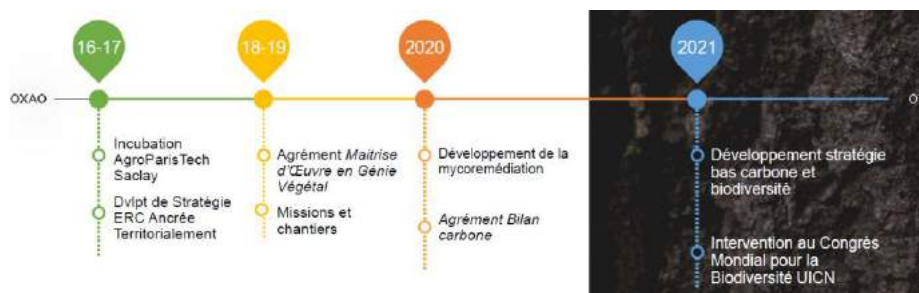 16-17
18-19
2020
2021
OXAO
O
Incubation
AgroParisTech
Saclay
Dvlpt de Stratégie
ERC Ancrée
Territorialement
Agrément Maitrise
d'Œuvre en Génie
Végétal
Missions et
chantiers
Développement de la
mycoremédiation
Agrément Bilan
carbone
Développement stratégie
bas carbone et
biodiversité
Intervention au Congrès
Mondial pour la
Biodiversité UICN